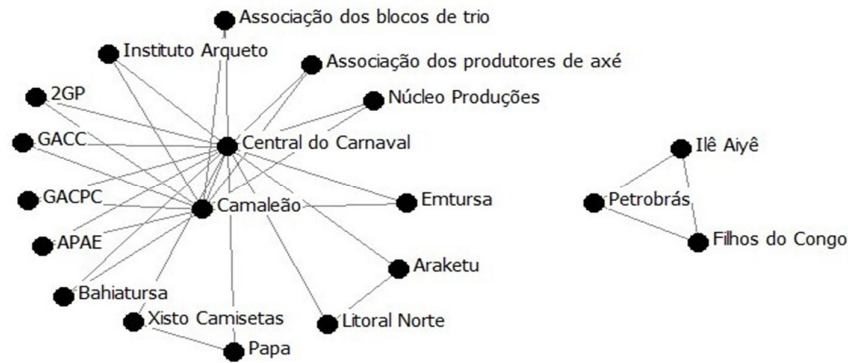 Associação dos blocos de trio
Instituto Arqueto
Associação dos produtores de axé
2GP
Núcleo Produções
GACC
Central do Carnaval
Ilê Aiyê
GACPC
Camaleão
Emtursa
Petrobrás
APAE
Filhos do Congo
Araketu
Bahiatursa
Xisto Camisetas
Litoral Norte
Papa